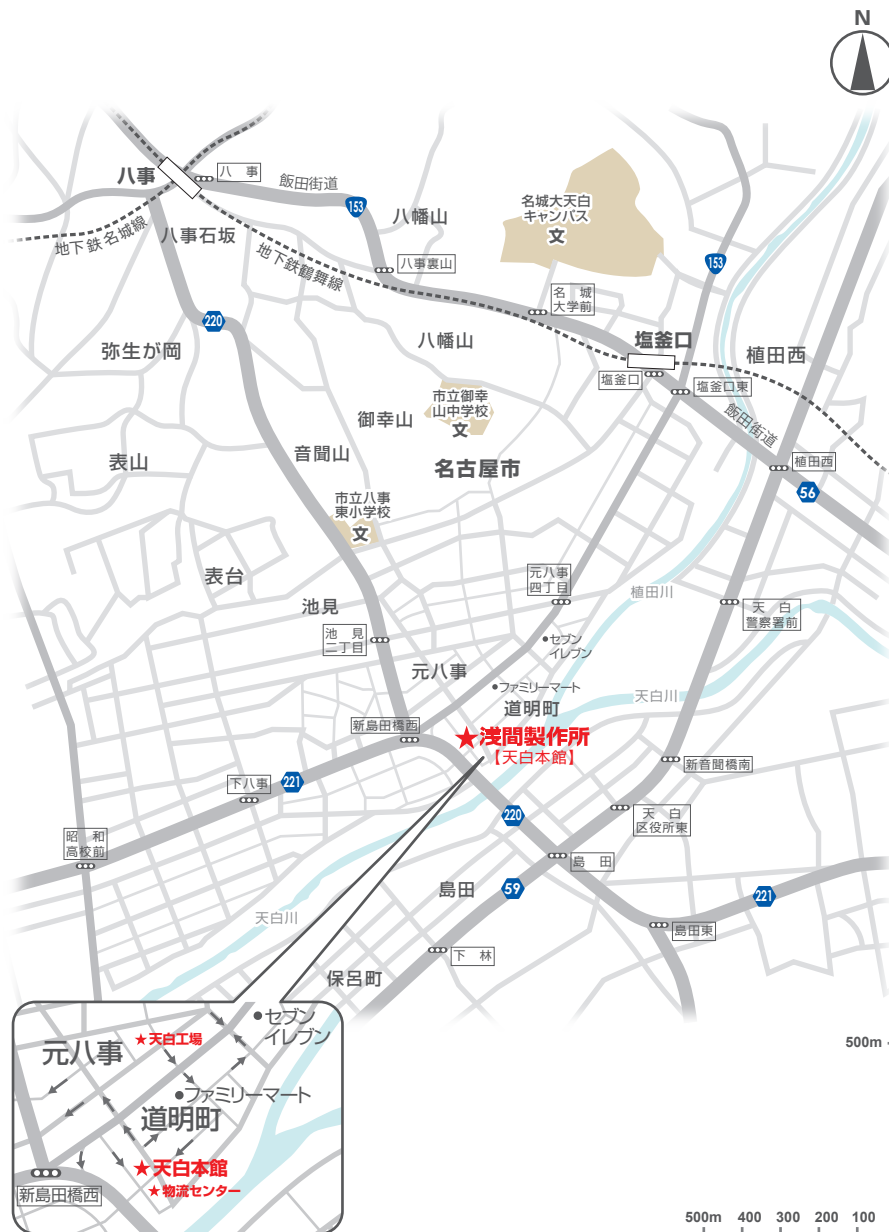 N
八事
八 事
飯田街道
153
八幡山
名城大天白
キャンパス
文
地下鉄名城線
八事石坂
地下鉄鶴舞線
八事裏山
153
名 城
大学前
220
弥生が岡
八幡山
塩釜口
植田西
塩釜口
塩釜口東
市立御幸
山中学校
文
御幸山
飯田街道
音聞山
表山
名古屋市
植田西
56
市立八事
東小学校
文
表台
元八事
四丁目
植田川
池見
天 白
警察署前
池 見
二丁目
セブン
イレブン
元八事
ファミリーマート
天白川
道明町
新島田橋西
★浅間製作所
【天白本館】
新音聞橋南
下八事
221
220
天 白
区役所東
昭 和
高校前
島 田
島田
59
221
天白川
島田東
下 林
保呂町
セブン
イレブン
★天白工場
元八事
ファミリーマート
道明町
★天白本館
★物流センター
新島田橋西
500m
500m 400 300 200 100